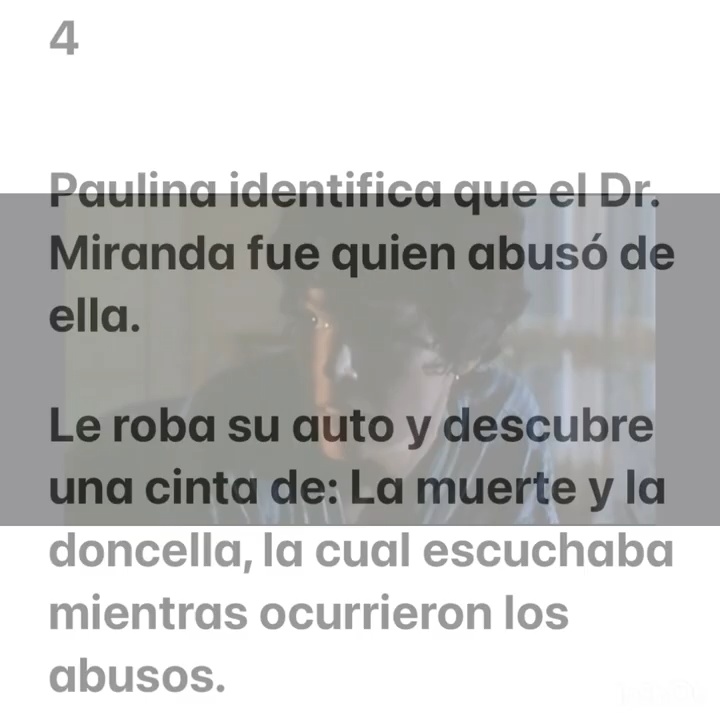 4
Paulina identifica que el Dr.
Miranda fue quien abusó de
ella.
Le roba su auto y descubre
una cinta de: La muerte y la
doncella, la cual escuchaba
mientras ocurrieron los
abusos.